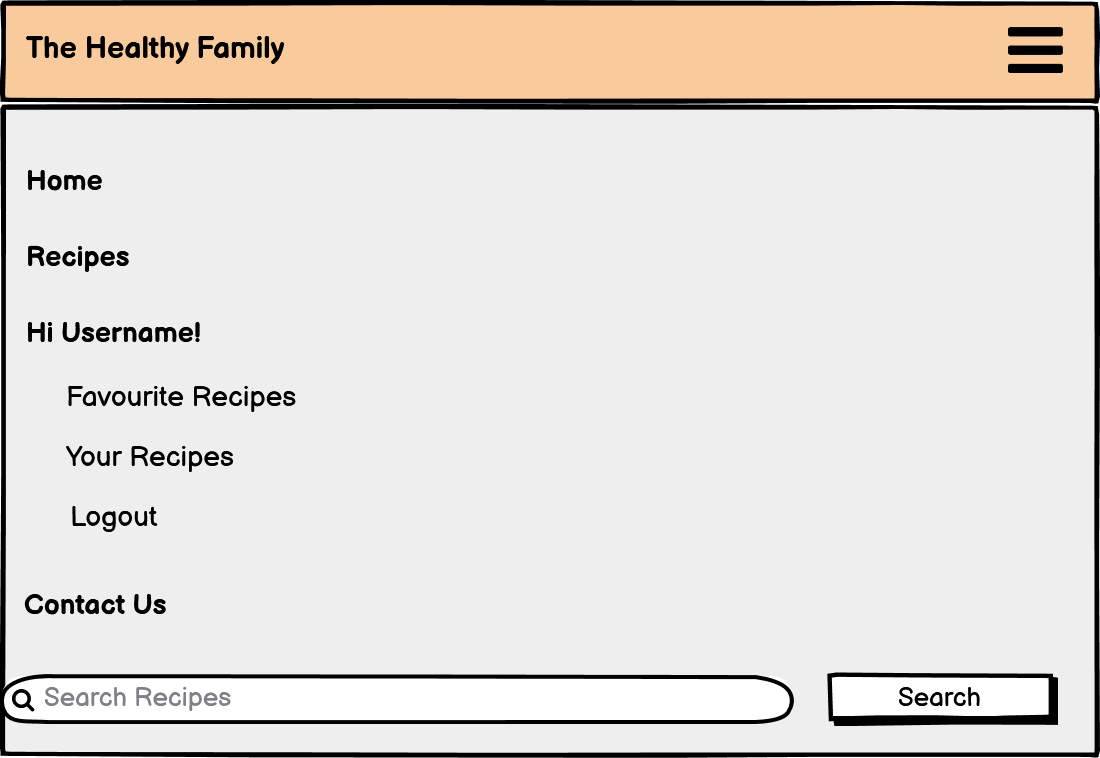 The Healthy Family
Home
Recipes
Hi Username!
Favourite Recipes
Your Recipes
Logout
Contact Us
Search Recipes
Search